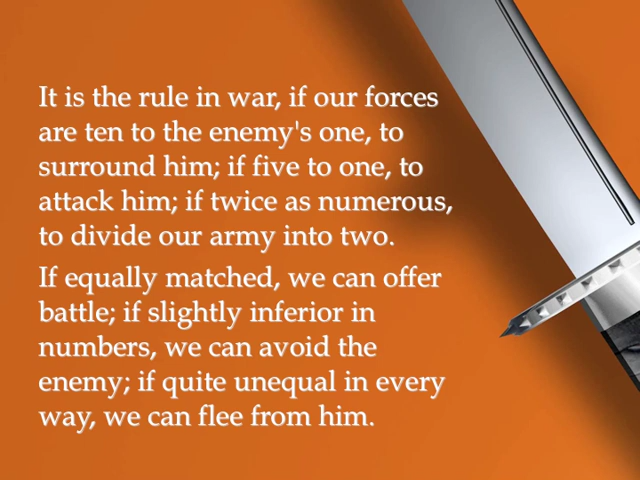 It is the rule in war, if our forces
are ten to the enemy's one, to
surround him; if five to one, to
attack him; if twice as numerous,
to divide our army into two.
If equally matched, we can offer
battle; if slightly inferior in
numbers, we can avoid the
enemy; if quite unequal in every
way, we can flee from him.